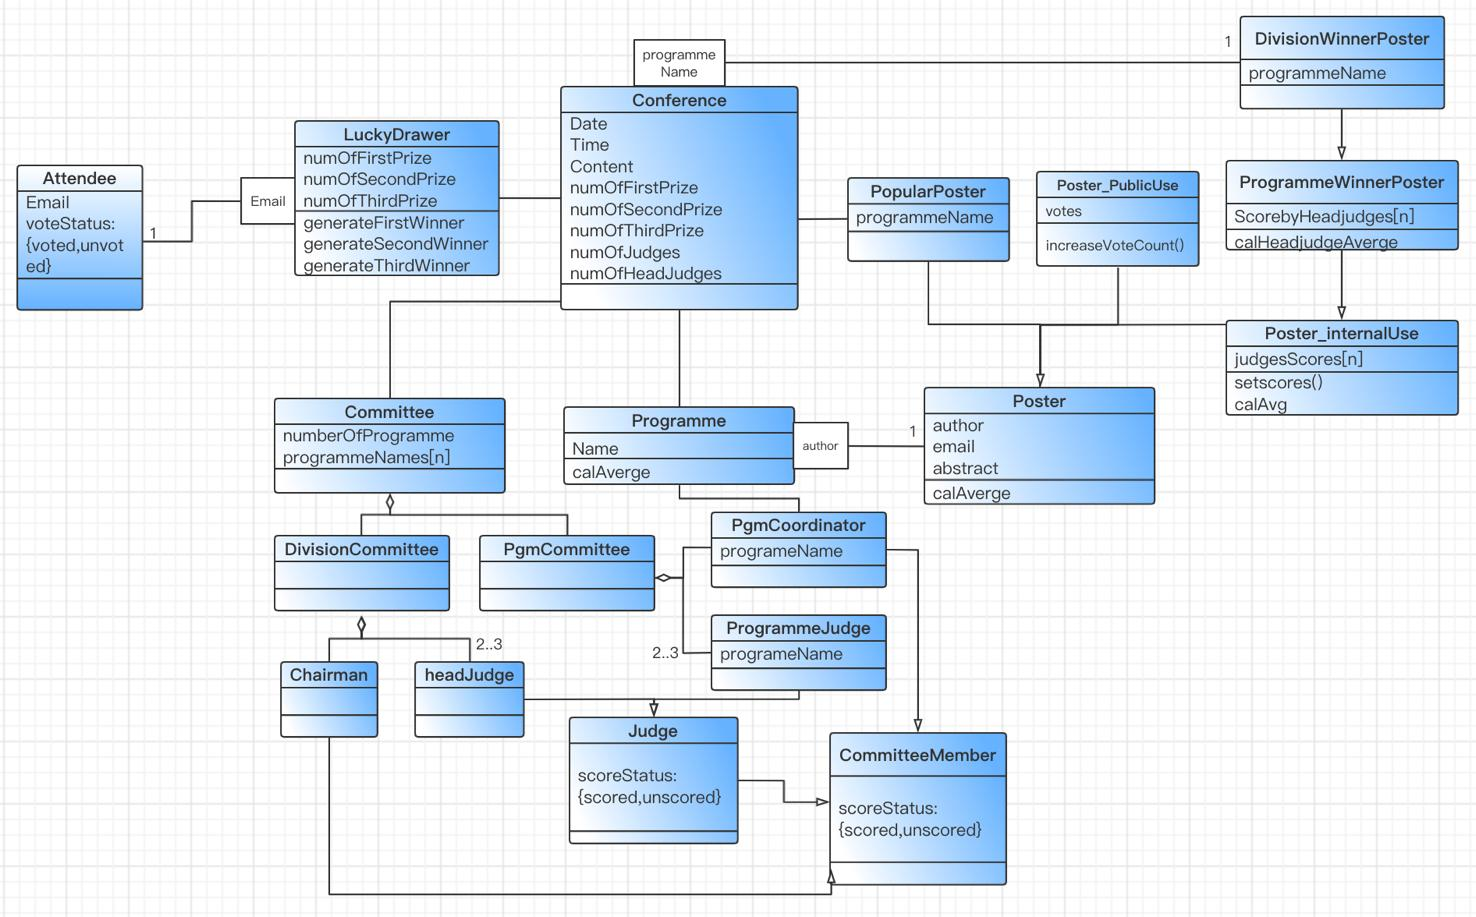 programme
Name
1
DivisionWinnerPoster
programmeName
Conference
Date
Time
Content
numOfFirstPrize
numOfSecondPrize
numOfThirdPrize
numOfJudges
numOfHeadJudges
LuckyDrawer
numOfFirstPrize
numOfSecondPrize
numOfThirdPrize
generateFirstWinner
generateSecondWinner
generateThirdWinner
Attendee
Email
voteStatus:
{voted,unvot
ed}
1
Email
PopularPoster
programmeName
Poster_PublicUse
votes
increaseVoteCount()
ProgrammeWinnerPoster
ScorebyHeadjudges[n]
calHeadjudgeAverge
Poster_internalUse
judgesScores[n]
setscores()
calAvg
Committee
numberOfProgramme
programmeNames[n]
Programme
Name
calAverge
author
1
Poster
author
email
abstract
calAverge
DivisionCommittee
PgmCommittee
PgmCoordinator
programeName
ProgrammeJudge
programeName
2..3
2..3
Chairman
headJudge
Judge
scoreStatus:
{scored,unscored}
CommitteeMember
scoreStatus:
{scored,unscored}